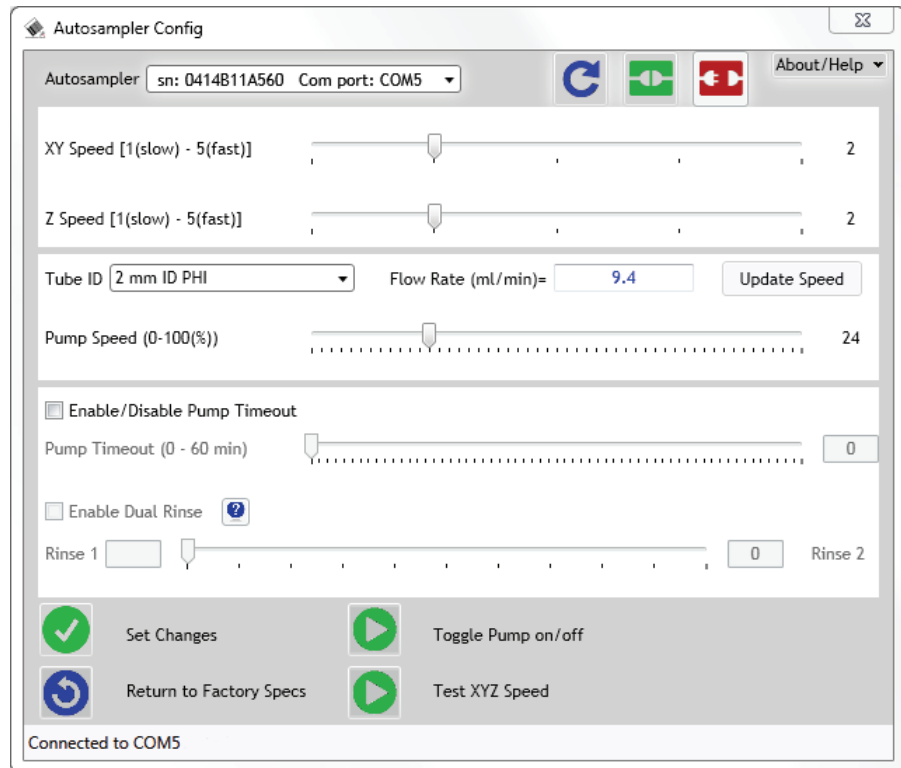 Autosampler Config
Autosampler sn: 0414B11A560 Com port: COM5 About/Help
XY Speed [1(slow) - 5(fast)] 2
Z Speed [1(slow) - 5(fast)] 2
Tube ID 2 mm ID PHI Flow Rate (ml/min)= 9.4 Update Speed
Pump Speed (0-100(%)) 24
Enable/Disable Pump Timeout
Pump Timeout (0 - 60 min) 0
Enable Dual Rinse ?
Rinse 1 0 Rinse 2
Set Changes Toggle Pump on/off
Return to Factory Specs Test XYZ Speed
Connected to COM5